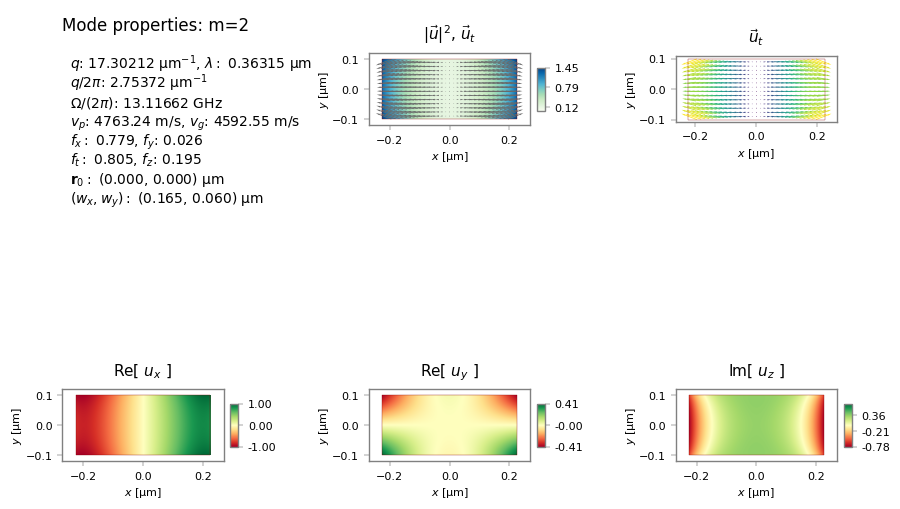 Mode properties: m=2
q: 17.30212 μm⁻¹, λ : 0.36315 μm
q/2π: 2.75372 μm⁻¹
Ω/(2π): 13.11662 GHz
vₚ: 4763.24 m/s, v_g: 4592.55 m/s
fₓ : 0.779, f_y: 0.026
fₜ : 0.805, f_z: 0.195
r₀ : (0.000, 0.000) μm
(wₓ, w_y) : (0.165, 0.060) μm
|u⃗|², u⃗ₜ
0.1
0.0
−0.1
y [μm]
−0.2 0.0 0.2
x [μm]
1.45
0.79
0.12
u⃗ₜ
0.1
0.0
−0.1
y [μm]
−0.2 0.0 0.2
x [μm]
Re[ uₓ ]
0.1
0.0
−0.1
y [μm]
−0.2 0.0 0.2
x [μm]
1.00
0.00
-1.00
Re[ u_y ]
0.1
0.0
−0.1
y [μm]
−0.2 0.0 0.2
x [μm]
0.41
-0.00
-0.41
Im[ u_z ]
0.1
0.0
−0.1
y [μm]
−0.2 0.0 0.2
x [μm]
0.36
-0.21
-0.78